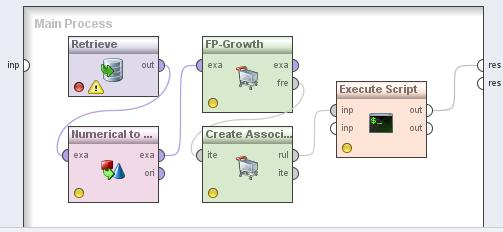 Main Process
inp
Retrieve
out
FP-Growth
exa
exa
fre
res
res
Execute Script
inp
out
inp
out
$_
Numerical to ...
exa
exa
ori
Create Associ...
ite
rul
ite